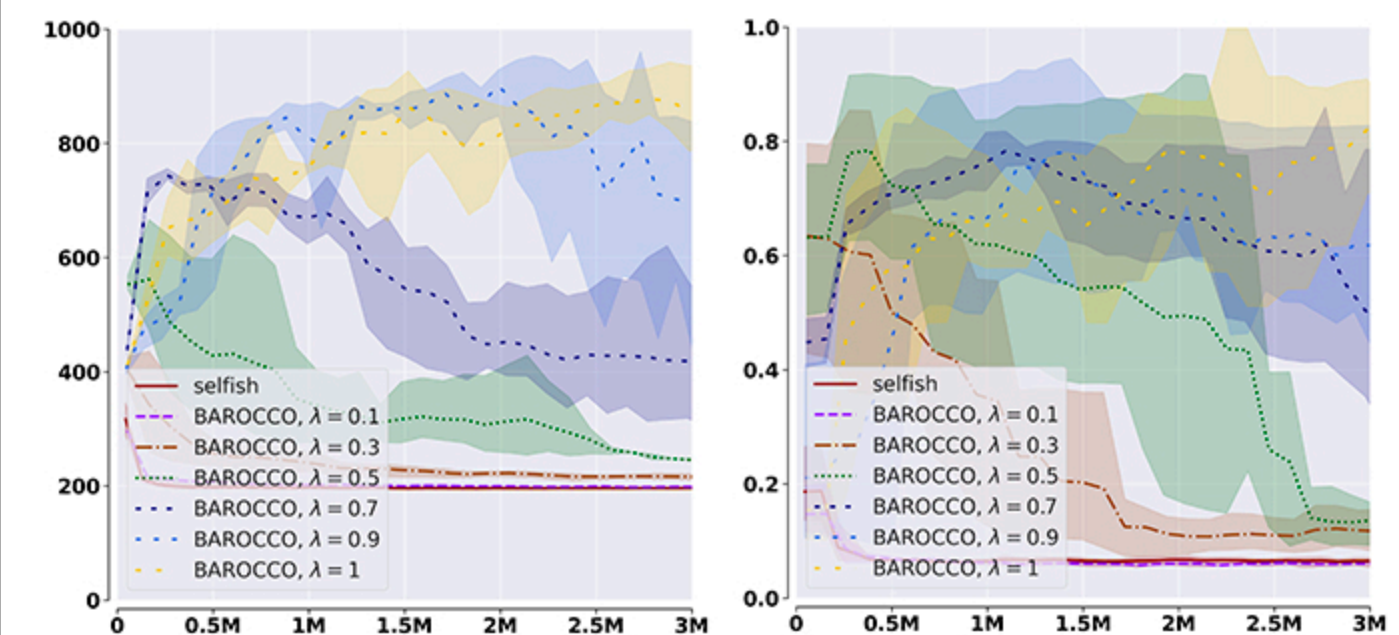 1000
800
600
400
200
0
selfish
BAROCCO, λ = 0.1
BAROCCO, λ = 0.3
BAROCCO, λ = 0.5
BAROCCO, λ = 0.7
BAROCCO, λ = 0.9
BAROCCO, λ = 1
0 0.5M 1M 1.5M 2M 2.5M 3M
1.0
0.8
0.6
0.4
0.2
0.0
selfish
BAROCCO, λ = 0.1
BAROCCO, λ = 0.3
BAROCCO, λ = 0.5
BAROCCO, λ = 0.7
BAROCCO, λ = 0.9
BAROCCO, λ = 1
0 0.5M 1M 1.5M 2M 2.5M 3M